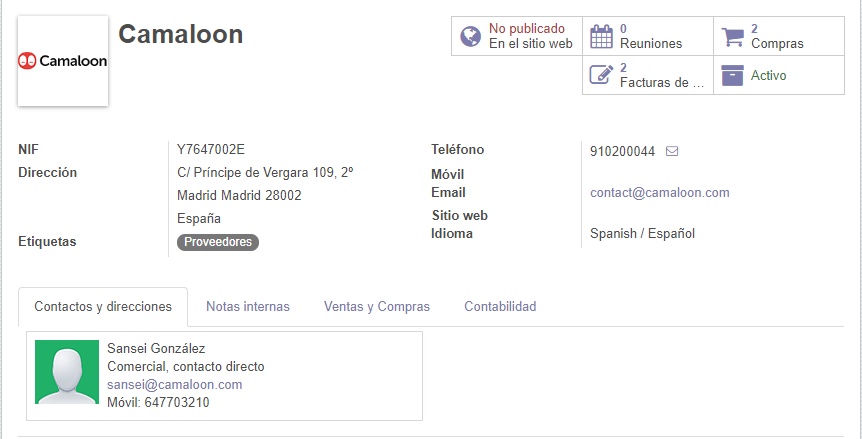 Camaloon
Camaloon
No publicado
En el sitio web
0
Reuniones
2
Compras
2
Facturas de ...
Activo
NIF
Y7647002E
Dirección
C/ Príncipe de Vergara 109, 2º
Madrid Madrid 28002
España
Etiquetas
Proveedores
Teléfono
910200044
Móvil
Email
contact@camaloon.com
Sitio web
Idioma
Spanish / Español
Contactos y direcciones
Notas internas
Ventas y Compras
Contabilidad
Sansei González
Comercial, contacto directo
sansei@camaloon.com
Móvil: 647703210